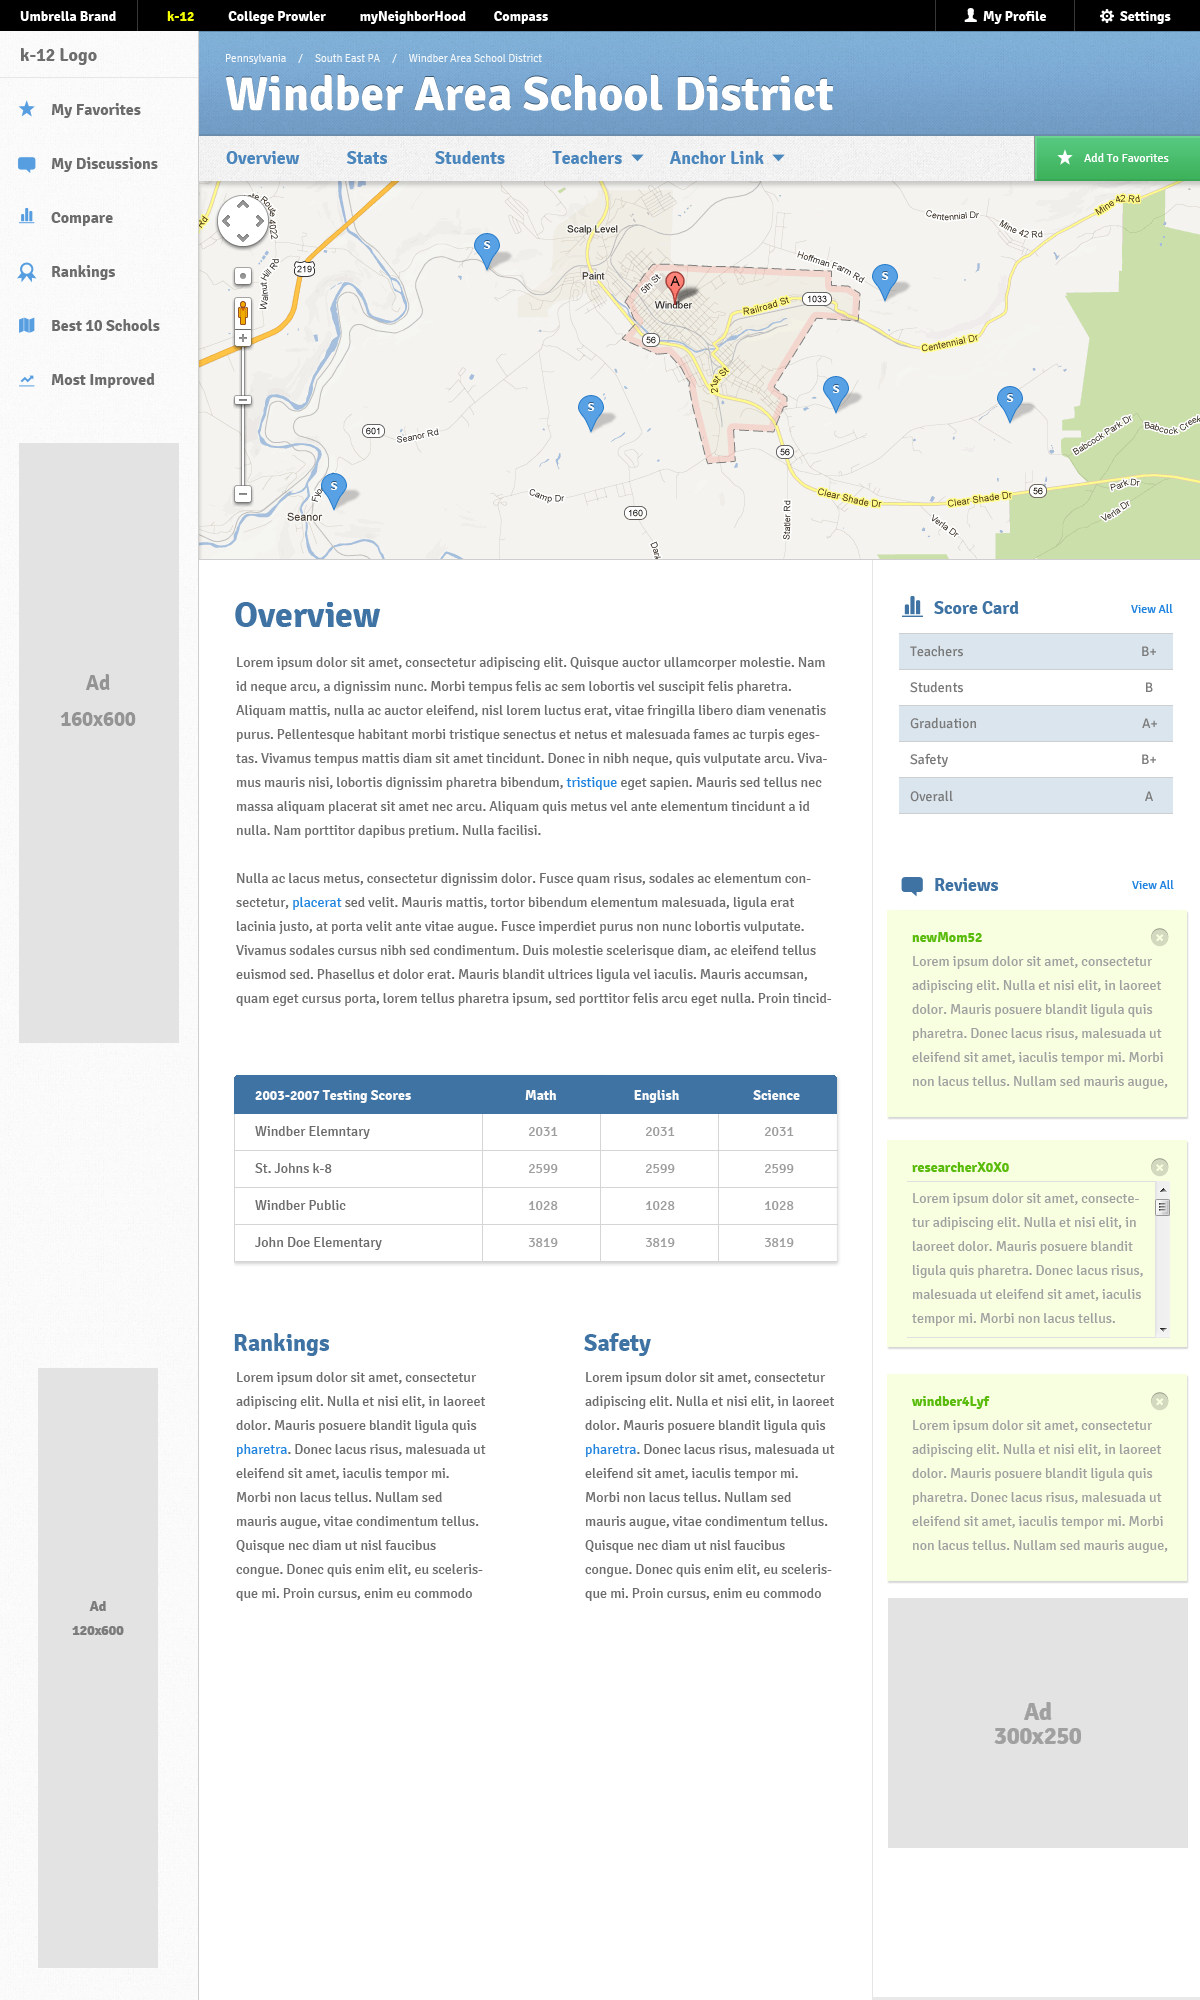 Umbrella Brand
k-12
College Prowler
myNeighborHood
Compass
My Profile
Settings
k-12 Logo
My Favorites
My Discussions
Compare
Rankings
Best 10 Schools
Most Improved
Ad
160x600
Ad
120x600
Pennsylvania / South East PA / Windber Area School District
Windber Area School District
Overview
Stats
Students
Teachers
Anchor Link
Add To Favorites
Route 4022
Rd
Walnut Hill Rd
219
S
Scalp Level
Paint
5th St
A
Windber
Hoffman Farm Rd
Railroad St
1033
S
Centennial Dr
Mine 42 Rd
Mine 42 Rd
Centennial Dr
56
21st St
S
S
S
601
Seanor Rd
56
Babcock Park Dr
Babcock Creek
S
Seanor
Camp Dr
160
Statler Rd
Clear Shade Dr
Clear Shade Dr
56
Park Dr
Verla Dr
Verla Dr
Overview
Lorem ipsum dolor sit amet, consectetur adipiscing elit. Quisque auctor ullamcorper molestie. Nam
id neque arcu, a dignissim nunc. Morbi tempus felis ac sem lobortis vel suscipit felis pharetra.
Aliquam mattis, nulla ac auctor eleifend, nisl lorem luctus erat, vitae fringilla libero diam venenatis
purus. Pellentesque habitant morbi tristique senectus et netus et malesuada fames ac turpis eges-
tas. Vivamus tempus mattis diam sit amet tincidunt. Donec in nibh neque, quis vulputate arcu. Viva-
mus mauris nisi, lobortis dignissim pharetra bibendum, tristique eget sapien. Mauris sed tellus nec
massa aliquam placerat sit amet nec arcu. Aliquam quis metus vel ante elementum tincidunt a id
nulla. Nam porttitor dapibus pretium. Nulla facilisi.
Nulla ac lacus metus, consectetur dignissim dolor. Fusce quam risus, sodales ac elementum con-
sectetur, placerat sed velit. Mauris mattis, tortor bibendum elementum malesuada, ligula erat
lacinia justo, at porta velit ante vitae augue. Fusce imperdiet purus non nunc lobortis vulputate.
Vivamus sodales cursus nibh sed condimentum. Duis molestie scelerisque diam, ac eleifend tellus
euismod sed. Phasellus et dolor erat. Mauris blandit ultrices ligula vel iaculis. Mauris accumsan,
quam eget cursus porta, lorem tellus pharetra ipsum, sed porttitor felis arcu eget nulla. Proin tincid-
2003-2007 Testing Scores Math English Science
Windber Elemntary 2031 2031 2031
St. Johns k-8 2599 2599 2599
Windber Public 1028 1028 1028
John Doe Elementary 3819 3819 3819
Rankings
Lorem ipsum dolor sit amet, consectetur
adipiscing elit. Nulla et nisi elit, in laoreet
dolor. Mauris posuere blandit ligula quis
pharetra. Donec lacus risus, malesuada ut
eleifend sit amet, iaculis tempor mi.
Morbi non lacus tellus. Nullam sed
mauris augue, vitae condimentum tellus.
Quisque nec diam ut nisl faucibus
congue. Donec quis enim elit, eu sceleris-
que mi. Proin cursus, enim eu commodo
Safety
Lorem ipsum dolor sit amet, consectetur
adipiscing elit. Nulla et nisi elit, in laoreet
dolor. Mauris posuere blandit ligula quis
pharetra. Donec lacus risus, malesuada ut
eleifend sit amet, iaculis tempor mi.
Morbi non lacus tellus. Nullam sed
mauris augue, vitae condimentum tellus.
Quisque nec diam ut nisl faucibus
congue. Donec quis enim elit, eu sceleris-
que mi. Proin cursus, enim eu commodo
Score Card View All
Teachers B+
Students B
Graduation A+
Safety B+
Overall A
Reviews View All
newMom52
Lorem ipsum dolor sit amet, consectetur
adipiscing elit. Nulla et nisi elit, in laoreet
dolor. Mauris posuere blandit ligula quis
pharetra. Donec lacus risus, malesuada ut
eleifend sit amet, iaculis tempor mi. Morbi
non lacus tellus. Nullam sed mauris augue,
researcherX0X0
Lorem ipsum dolor sit amet, consecte-
tur adipiscing elit. Nulla et nisi elit, in
laoreet dolor. Mauris posuere blandit
ligula quis pharetra. Donec lacus risus,
malesuada ut eleifend sit amet, iaculis
tempor mi. Morbi non lacus tellus.
windber4Lyf
Lorem ipsum dolor sit amet, consectetur
adipiscing elit. Nulla et nisi elit, in laoreet
dolor. Mauris posuere blandit ligula quis
pharetra. Donec lacus risus, malesuada ut
eleifend sit amet, iaculis tempor mi. Morbi
non lacus tellus. Nullam sed mauris augue,
Ad
300x250